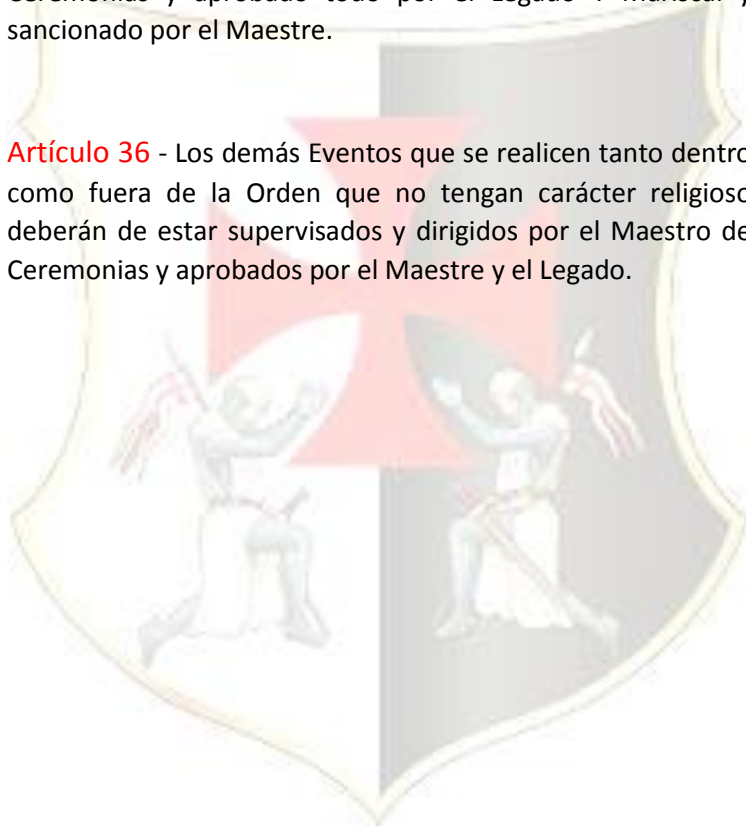 Ceremonias y aprobado todo por el Legado Y Mariscal y
sancionado por el Maestre.
Artículo 36 - Los demás Eventos que se realicen tanto dentro
como fuera de la Orden que no tengan carácter religioso
deberán de estar supervisados y dirigidos por el Maestro de
Ceremonias y aprobados por el Maestre y el Legado.